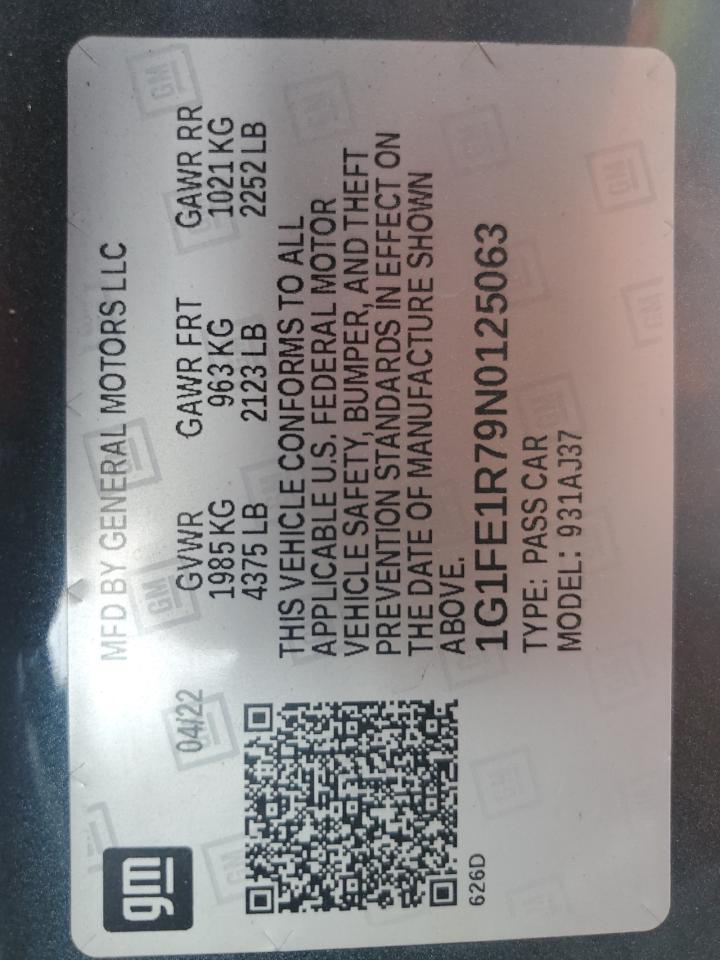 gm
MFD BY GENERAL MOTORS LLC
04/22
GVWR GAWR FRT GAWR RR
1985 KG 963 KG 1021 KG
4375 LB 2123 LB 2252 LB
THIS VEHICLE CONFORMS TO ALL
APPLICABLE U.S. FEDERAL MOTOR
VEHICLE SAFETY, BUMPER, AND THEFT
PREVENTION STANDARDS IN EFFECT ON
THE DATE OF MANUFACTURE SHOWN
ABOVE.
1G1FE1R79N0125063
TYPE: PASS CAR
MODEL: 931AJ37
626D